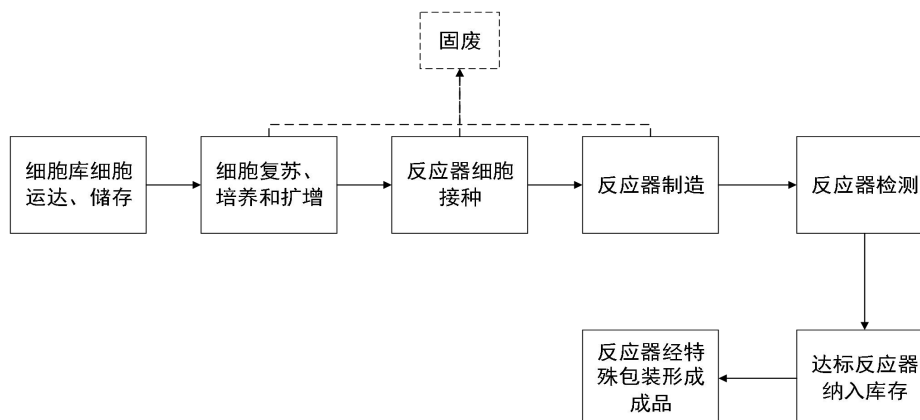 固废
细胞库细胞
运达、储存
细胞复苏、
培养和扩增
反应器细胞
接种
反应器制造
反应器检测
反应器经特
殊包装形成
成品
达标反应器
纳入库存